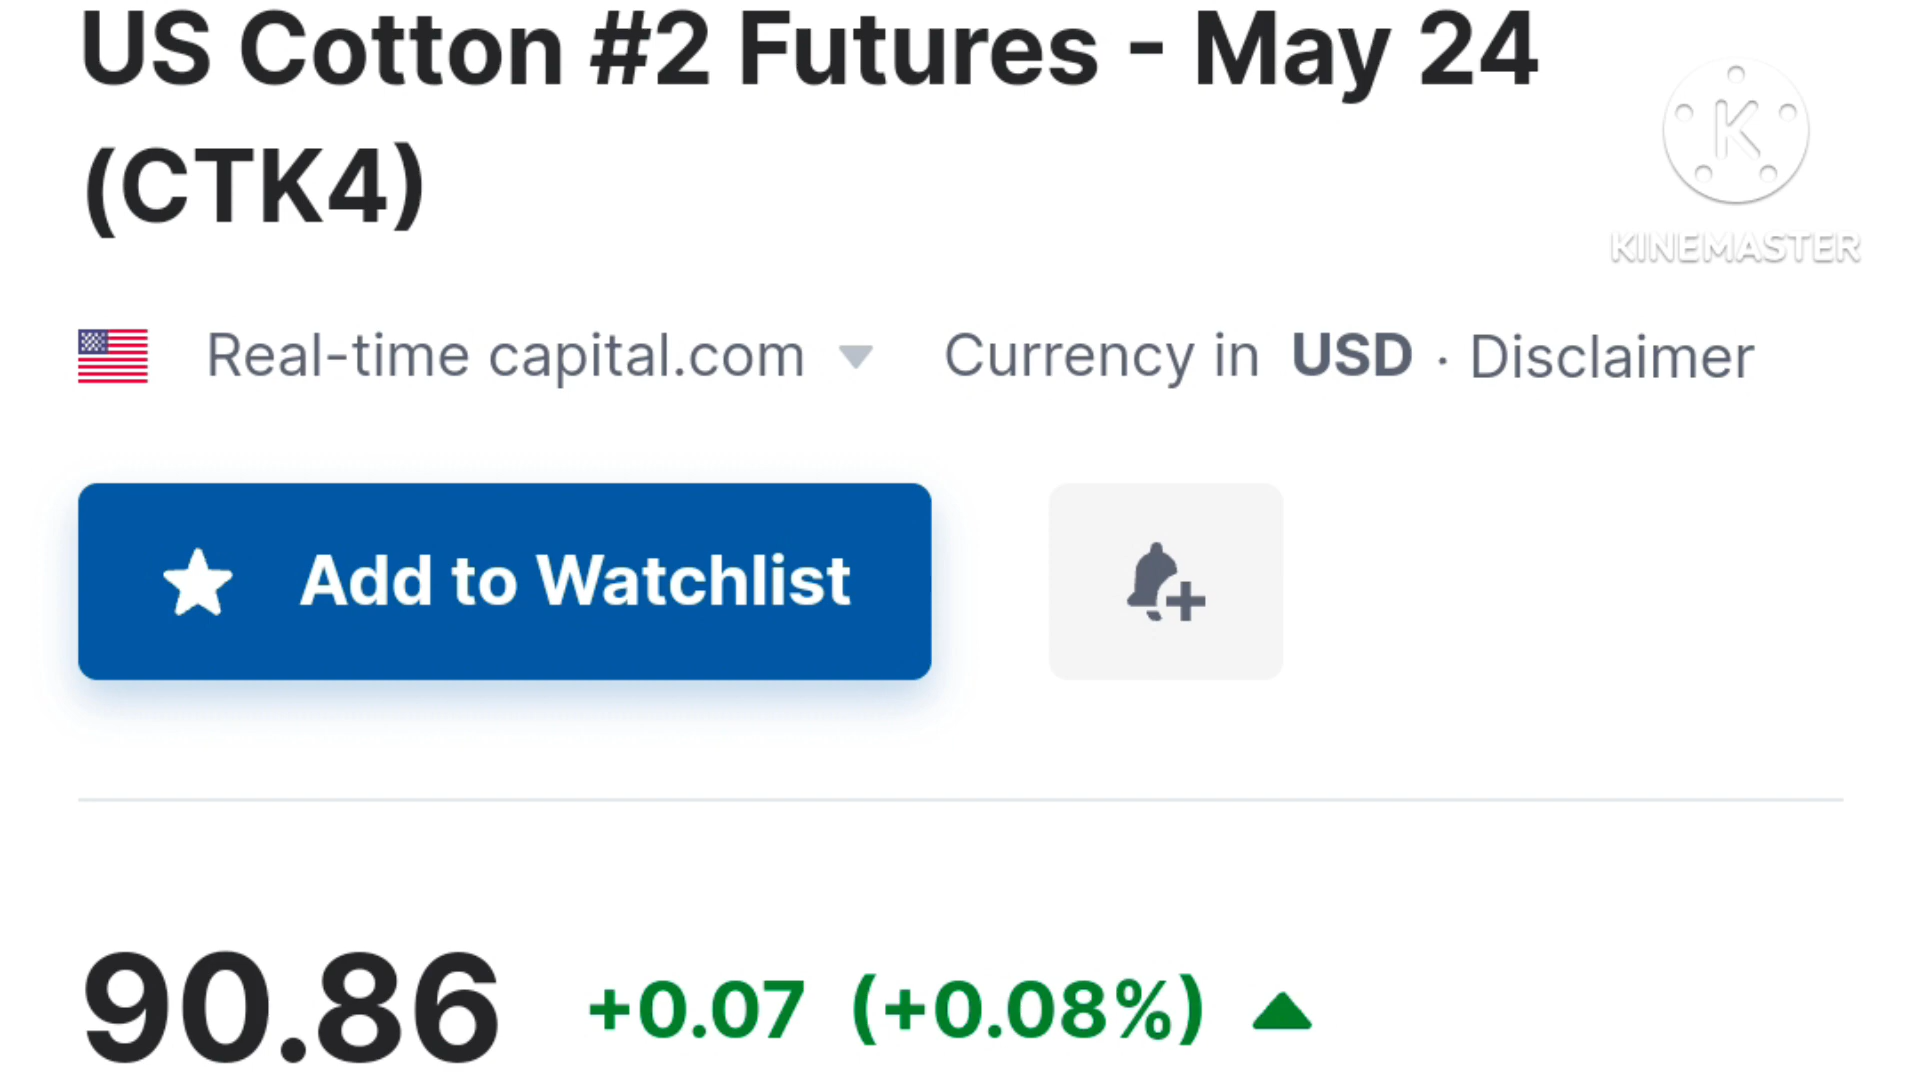 US Cotton #2 Futures - May 24
(CTK4)
K
KINEMASTER
Real-time capital.com Currency in USD · Disclaimer
Add to Watchlist
90.86 +0.07 (+0.08%)